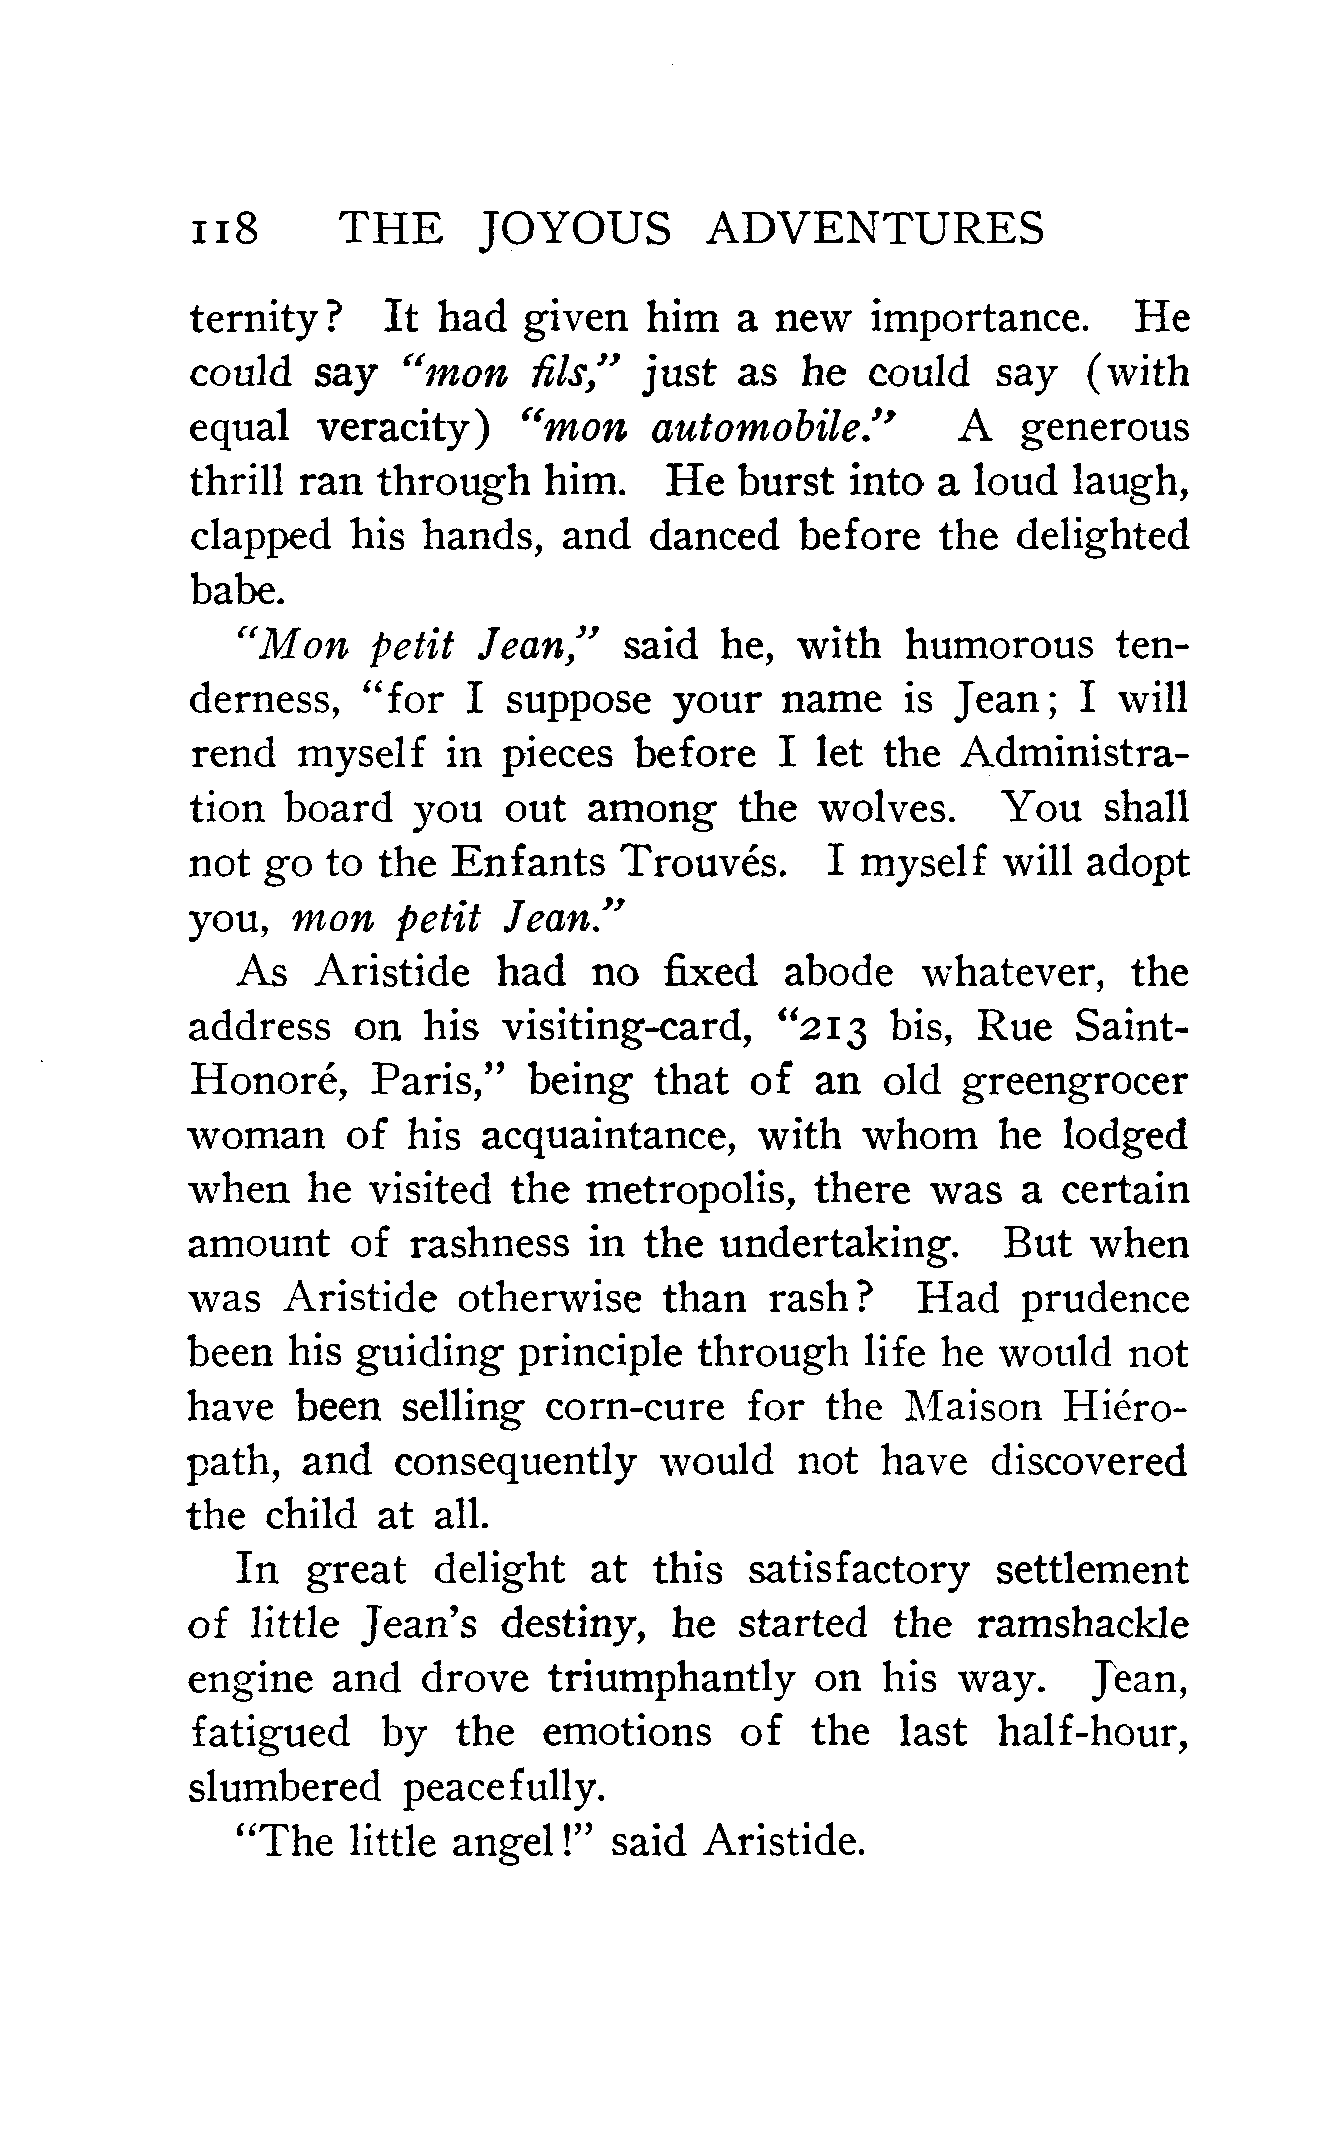 118 THE JOYOUS ADVENTURES
ternity? It had given him a new importance. He
could say "mon fils," just as he could say (with
equal veracity) "mon automobile." A generous
thrill ran through him. He burst into a loud laugh,
clapped his hands, and danced before the delighted
babe.
"Mon petit Jean," said he, with humorous ten-
derness, "for I suppose your name is Jean; I will
rend myself in pieces before I let the Administra-
tion board you out among the wolves. You shall
not go to the Enfants Trouvés. I myself will adopt
you, mon petit Jean."
As Aristide had no fixed abode whatever, the
address on his visiting-card, "213 bis, Rue Saint-
Honoré, Paris," being that of an old greengrocer
woman of his acquaintance, with whom he lodged
when he visited the metropolis, there was a certain
amount of rashness in the undertaking. But when
was Aristide otherwise than rash? Had prudence
been his guiding principle through life he would not
have been selling corn-cure for the Maison Hiéro-
path, and consequently would not have discovered
the child at all.
In great delight at this satisfactory settlement
of little Jean's destiny, he started the ramshackle
engine and drove triumphantly on his way. Jean,
fatigued by the emotions of the last half-hour,
slumbered peacefully.
"The little angel!" said Aristide.